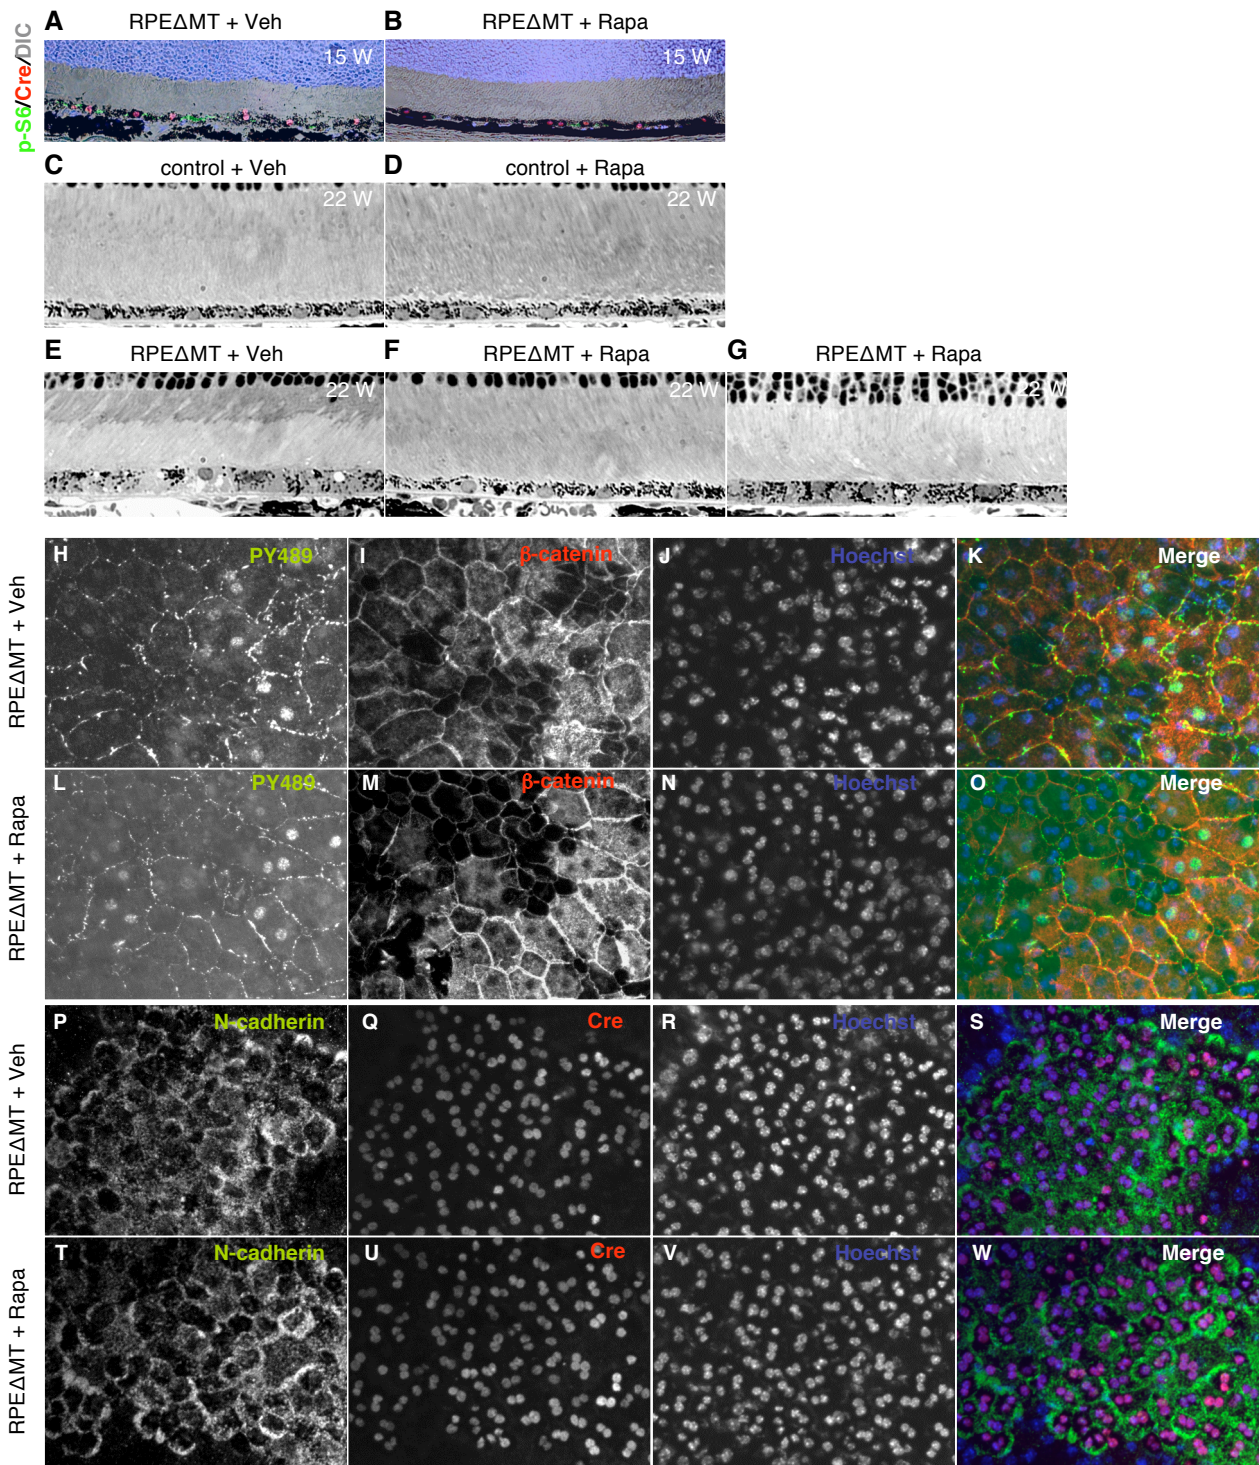 p-S6/Cre/DIC
A RPEΔMT + Veh
15 W
B RPEΔMT + Rapa
15 W
C control + Veh
22 W
D control + Rapa
22 W
E RPEΔMT + Veh
22 W
F RPEΔMT + Rapa
22 W
G RPEΔMT + Rapa
22 W
RPEΔMT + Veh
H PY489
I β-catenin
J Hoechst
K Merge
RPEΔMT + Rapa
L PY489
M β-catenin
N Hoechst
O Merge
RPEΔMT + Veh
P N-cadherin
Q Cre
R Hoechst
S Merge
RPEΔMT + Rapa
T N-cadherin
U Cre
V Hoechst
W Merge